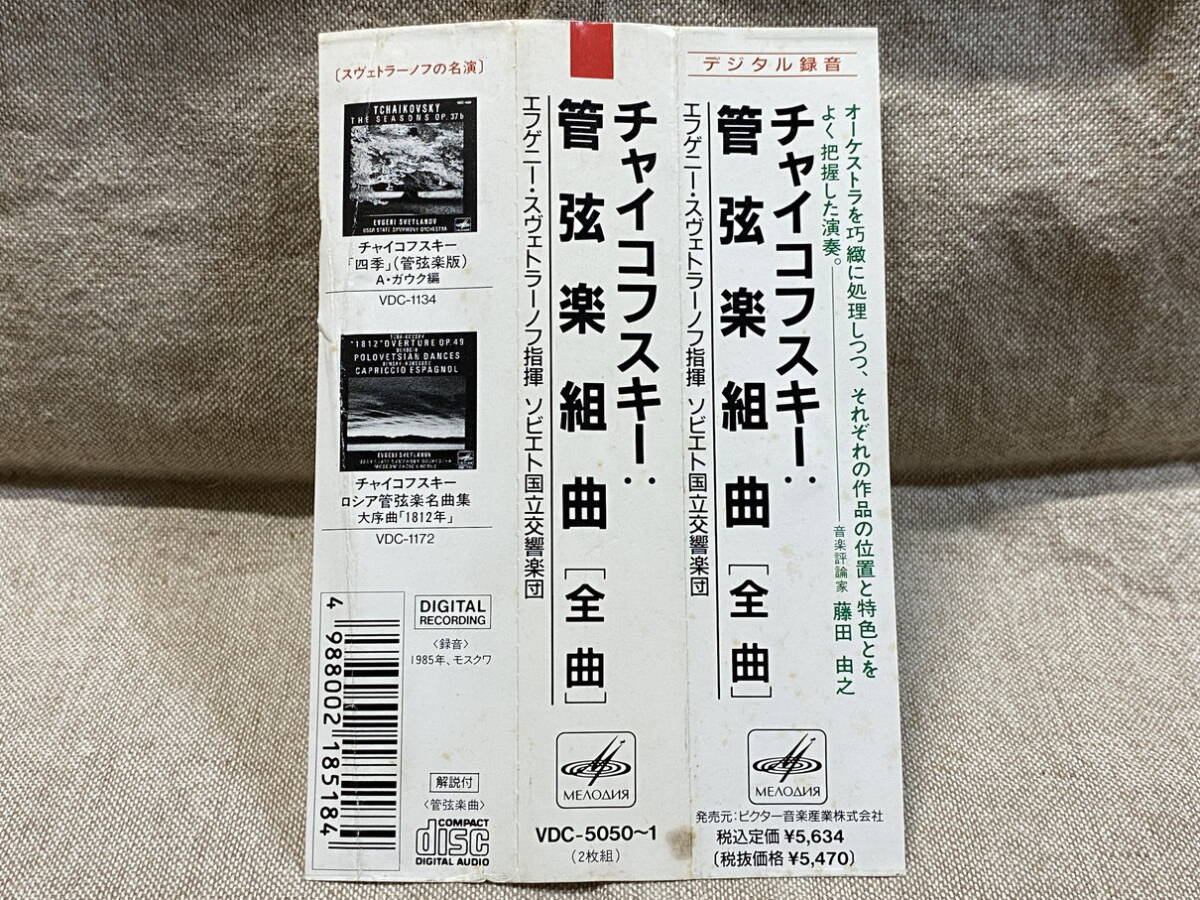 〔スヴェトラーノフの名演〕
TCHAIKOVSKY
THE SEASONS OP. 37b
EVGENI SVETLANOV
USSR STATE SYMPHONY ORCHESTRA
チャイコフスキー
「四季」（管弦楽版）
A・ガウク編
VDC-1134
"1812" OVERTURE OP.49
POLOVETSIAN DANCES
CAPRICCIO ESPAGNOL
EVGENI SVETLANOV
チャイコフスキー
ロシア管弦楽名曲集
大序曲「1812年」
VDC-1172
4 988002 185184
DIGITAL
RECORDING
〈録音〉
1985年、モスクワ
解説付
〈管弦楽曲〉
COMPACT
disc
DIGITAL AUDIO
チャイコフスキー:
管弦楽組曲[全曲]
エフゲニー・スヴェトラーノフ指揮 ソビエト国立交響楽団
МЕЛОДИЯ
VDC-5050～1
(2枚組)
デジタル録音
オーケストラを巧緻に処理しつつ、それぞれの作品の位置と特色とを
よく把握した演奏。――音楽評論家 藤田 由之
チャイコフスキー:
管弦楽組曲[全曲]
エフゲニー・スヴェトラーノフ指揮 ソビエト国立交響楽団
МЕЛОДИЯ
発売元:ビクター音楽産業株式会社
税込定価 ¥5,634
〔税抜価格 ¥5,470〕